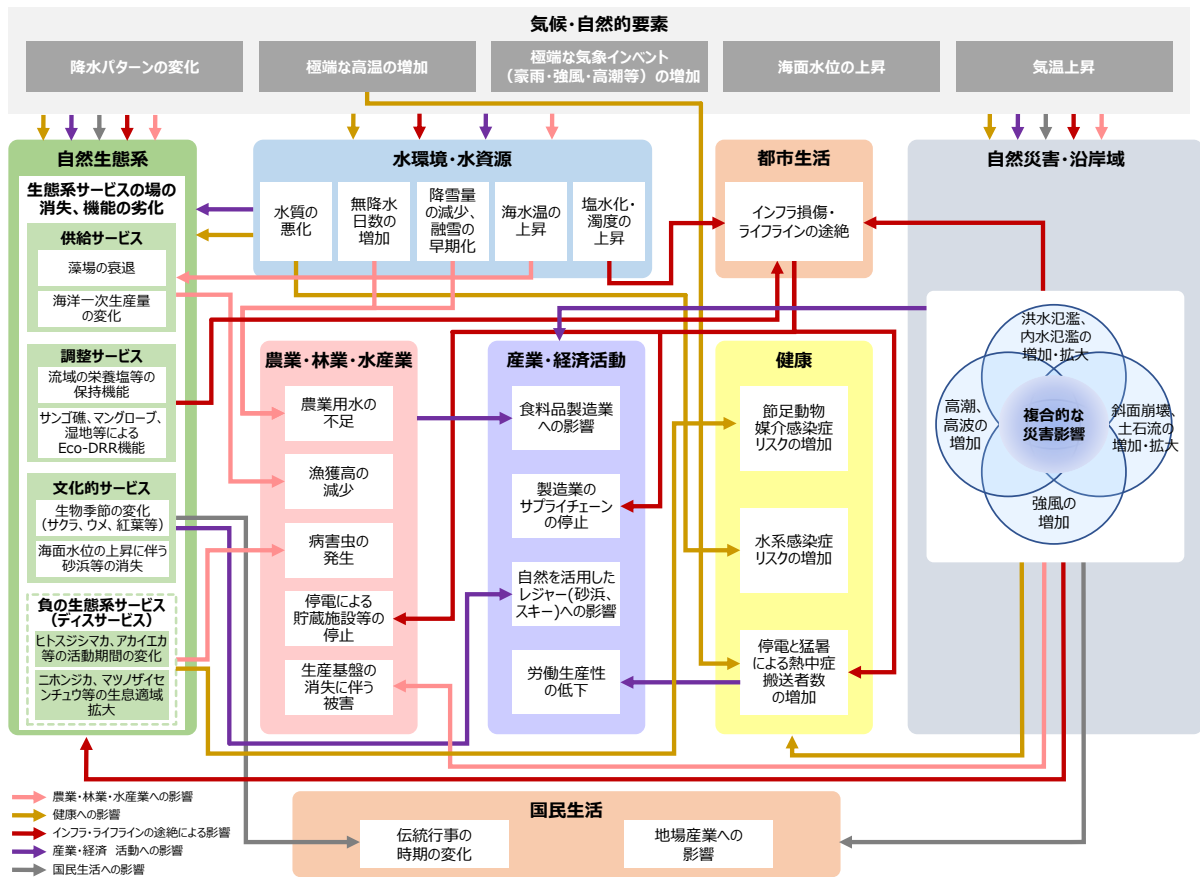 気候・自然的要素
降水パターンの変化
極端な高温の増加
極端な気象インベント
（豪雨・強風・高潮等）の増加
海面水位の上昇
気温上昇
自然生態系
生態系サービスの場の
消失、機能の劣化
供給サービス
藻場の衰退
海洋一次生産量
の変化
調整サービス
流域の栄養塩等の
保持機能
サンゴ礁、マングローブ、
湿地等による
Eco-DRR機能
文化的サービス
生物季節の変化
（サクラ、ウメ、紅葉等）
海面水位の上昇に伴う
砂浜等の消失
負の生態系サービス
（ディスサービス）
ヒトスジシマカ、アカイエカ
等の活動期間の変化
ニホンジカ、マツノザイセ
ンチュウ等の生息適域
拡大
水環境・水資源
水質の
悪化
無降水
日数の
増加
降雪量
の減少、
融雪の
早期化
海水温の
上昇
塩水化・
濁度の
上昇
都市生活
インフラ損傷・
ライフラインの途絶
自然災害・沿岸域
洪水氾濫、
内水氾濫の
増加・拡大
高潮、
高波の
増加
複合的な
災害影響
斜面崩壊、
土石流の
増加・拡大
強風の
増加
農業・林業・水産業
農業用水の
不足
漁獲高の
減少
病害虫の
発生
停電による
貯蔵施設等の
停止
生産基盤の
消失に伴う
被害
産業・経済活動
食料品製造業
への影響
製造業の
サプライチェーン
の停止
自然を活用した
レジャー(砂浜、
スキー)への影響
労働生産性
の低下
健康
節足動物
媒介感染症
リスクの増加
水系感染症
リスクの増加
停電と猛暑
による熱中症
搬送者数
の増加
国民生活
伝統行事の
時期の変化
地場産業への
影響
農業・林業・水産業への影響
健康への影響
インフラ・ライフラインの途絶による影響
産業・経済　活動への影響
国民生活への影響